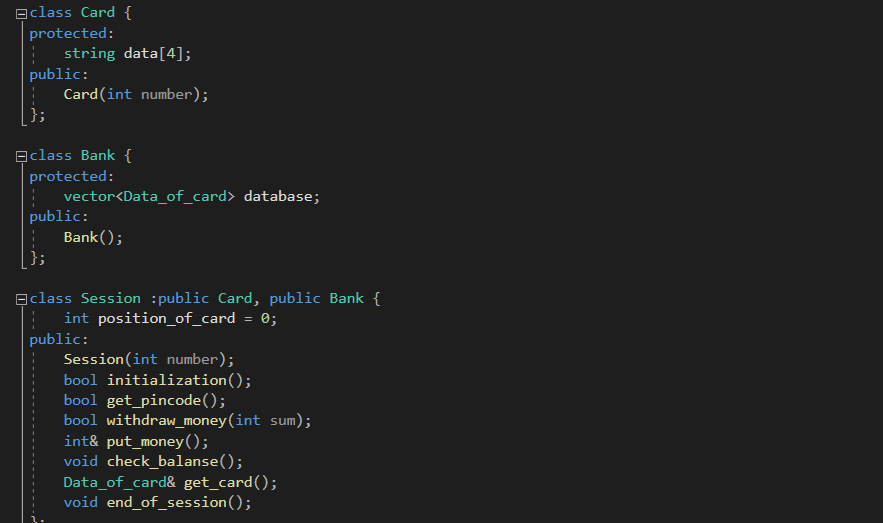 class Card {
protected:
string data[4];
public:
Card(int number);
};
class Bank {
protected:
vector<Data_of_card> database;
public:
Bank();
};
class Session :public Card, public Bank {
int position_of_card = 0;
public:
Session(int number);
bool initialization();
bool get_pincode();
bool withdraw_money(int sum);
int& put_money();
void check_balanse();
Data_of_card& get_card();
void end_of_session();
};